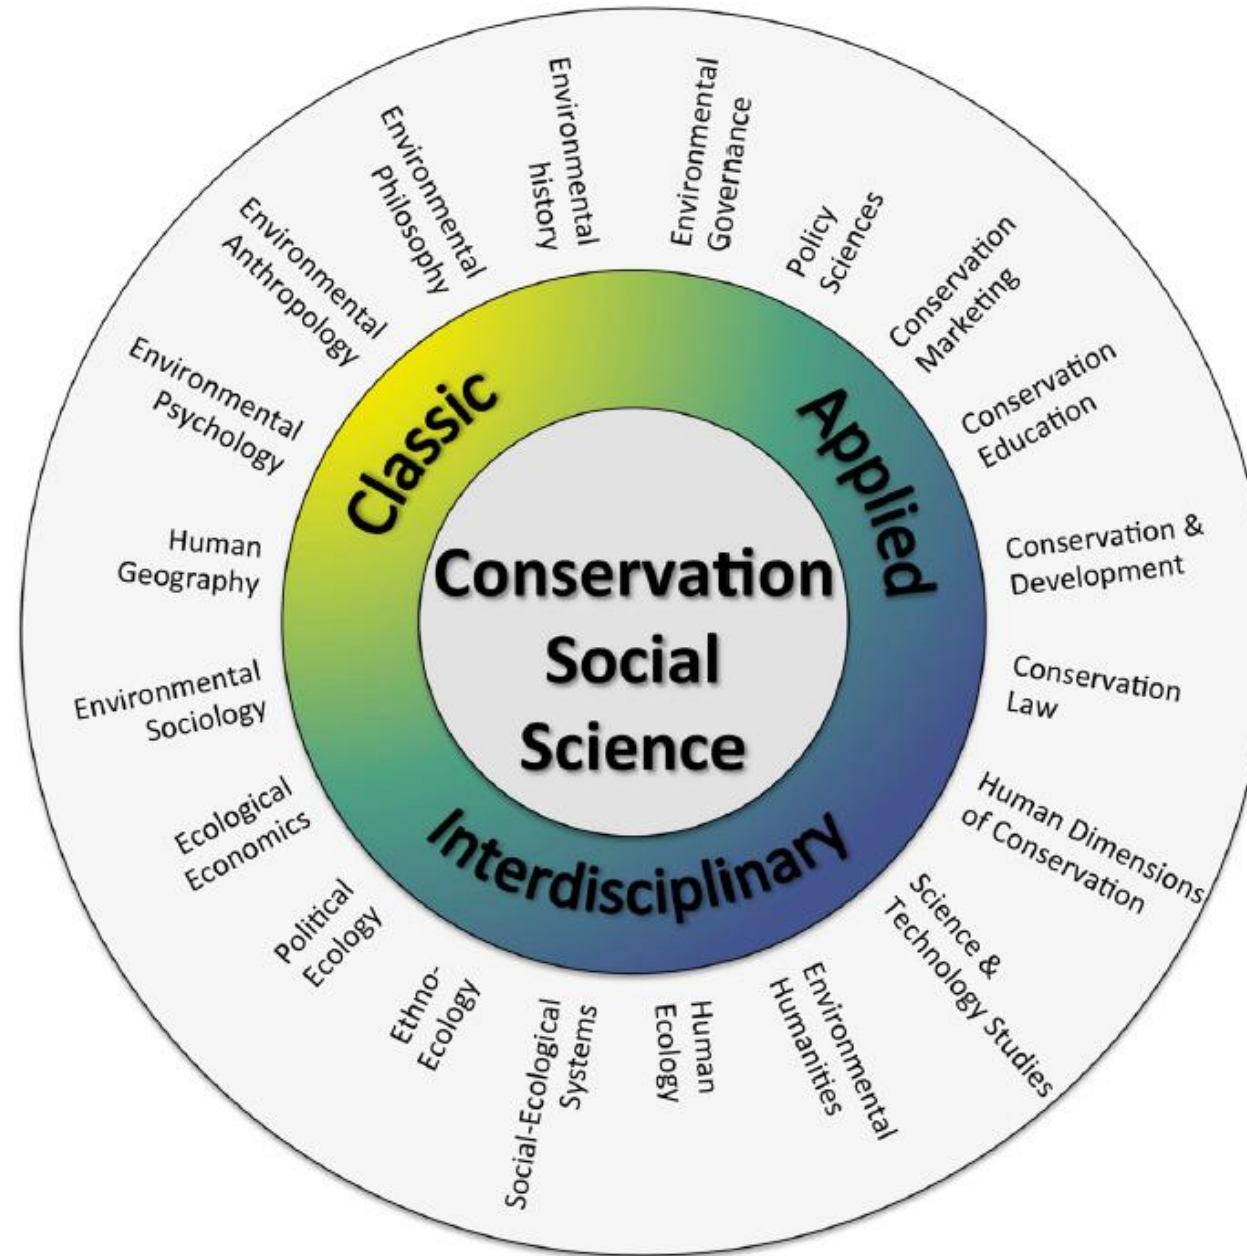 Conservation
Social
Science
Classic
Applied
Interdisciplinary
Environmental
history
Environmental
Governance
Policy
Sciences
Conservation
Marketing
Conservation
Education
Conservation &
Development
Conservation
Law
Human Dimensions
of Conservation
Science &
Technology Studies
Environmental
Humanities
Human
Ecology
Social-Ecological
Systems
Ethno-
Ecology
Political
Ecology
Ecological
Economics
Environmental
Sociology
Human
Geography
Environmental
Psychology
Environmental
Anthropology
Environmental
Philosophy